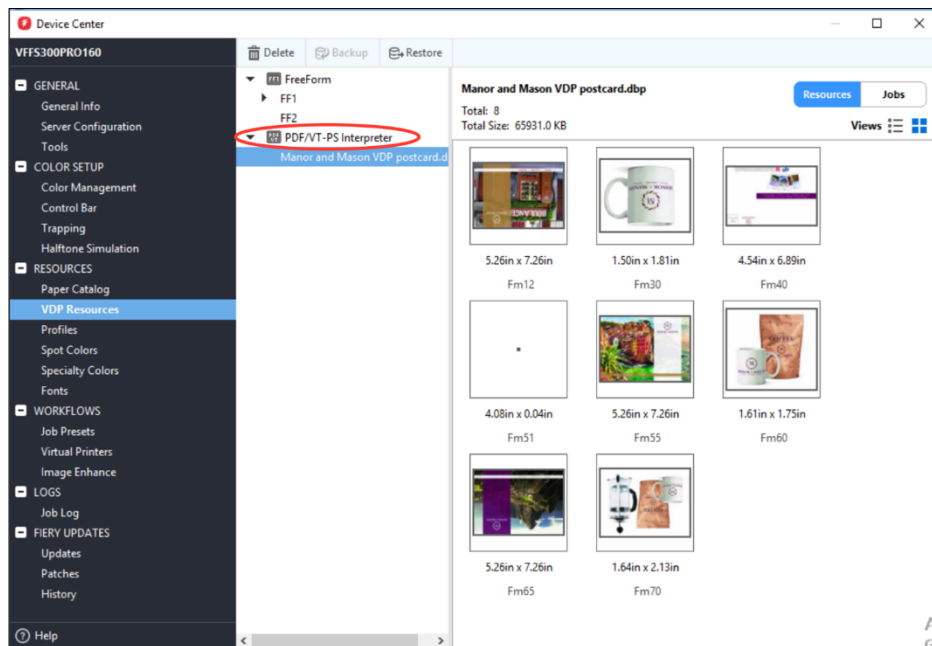 Device Center
VFFS300PRO160
Delete
Backup
Restore
GENERAL
General Info
Server Configuration
Tools
COLOR SETUP
Color Management
Control Bar
Trapping
Halftone Simulation
RESOURCES
Paper Catalog
VDP Resources
Profiles
Spot Colors
Specialty Colors
Fonts
WORKFLOWS
Job Presets
Virtual Printers
Image Enhance
LOGS
Job Log
FIERY UPDATES
Updates
Patches
History
Help
FreeForm
FF1
FF2
PDF/VT-PS Interpreter
Manor and Mason VDP postcard.d
Manor and Mason VDP postcard.dbp
Total: 8
Total Size: 65931.0 KB
Resources
Jobs
Views
5.26in x 7.26in
Fm12
1.50in x 1.81in
Fm30
4.54in x 6.89in
Fm40
4.08in x 0.04in
Fm51
5.26in x 7.26in
Fm55
1.61in x 1.75in
Fm60
5.26in x 7.26in
Fm65
1.64in x 2.13in
Fm70